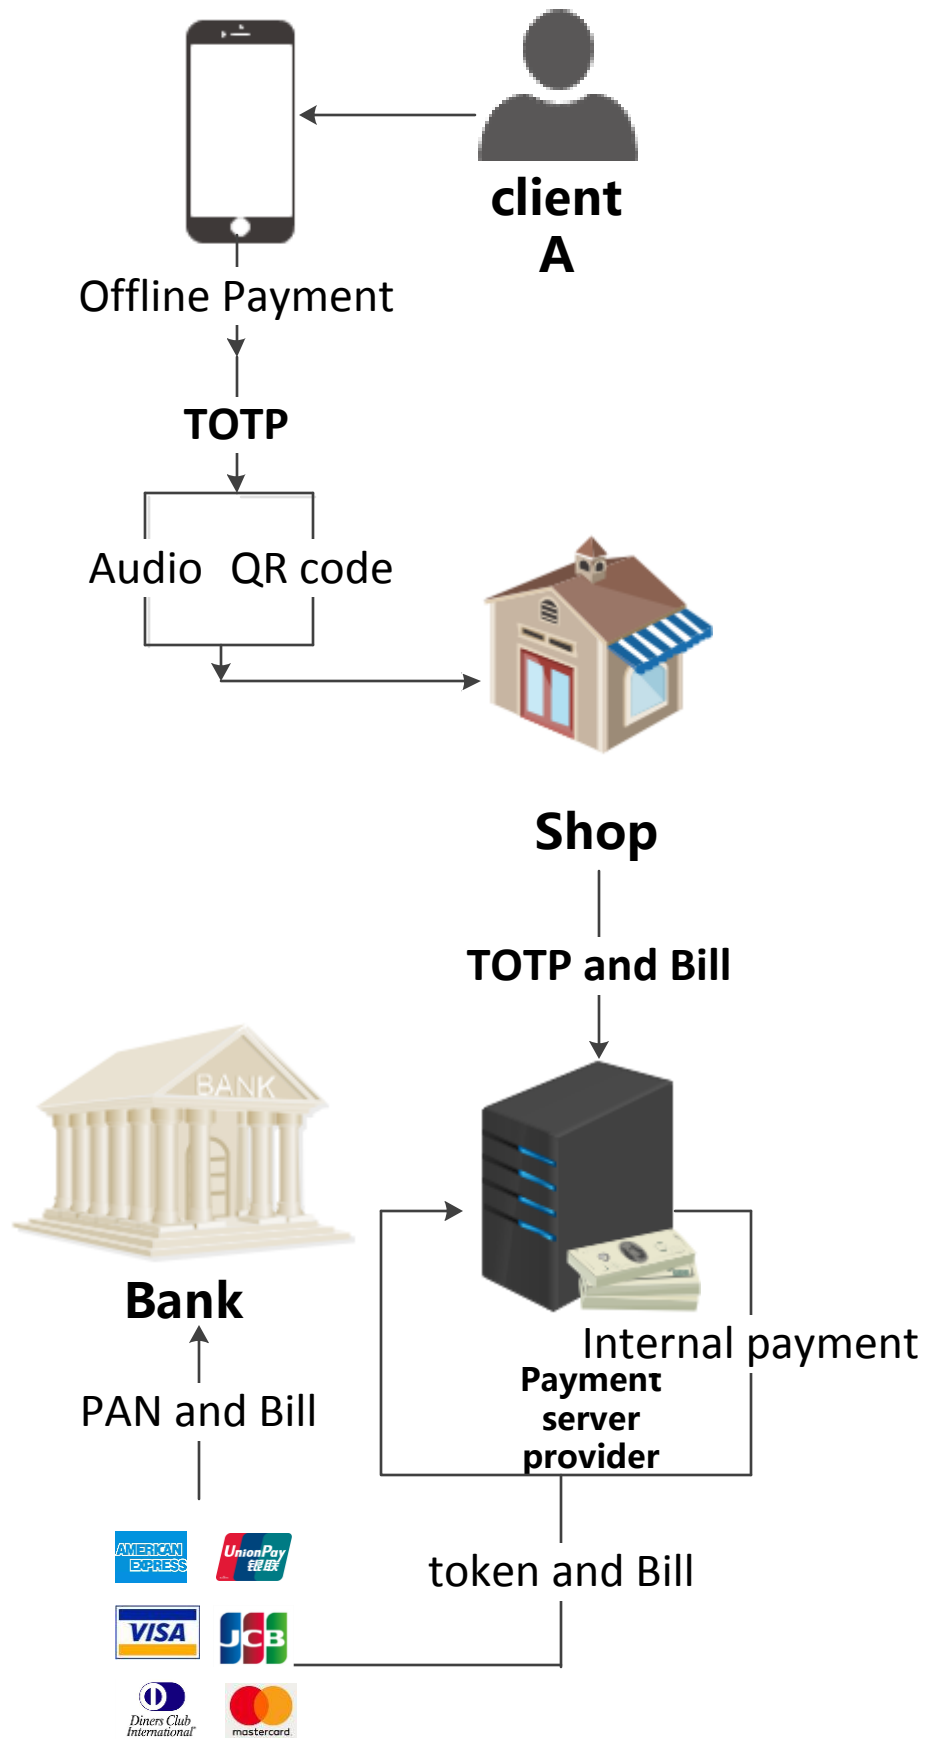 client
A
Offline Payment
TOTP
Audio QR code
Shop
TOTP and Bill
BANK
Bank
Internal payment
Payment
server
provider
PAN and Bill
token and Bill
AMERICAN
EXPRESS
UnionPay
银联
VISA
JCB
Diners Club
International
mastercard